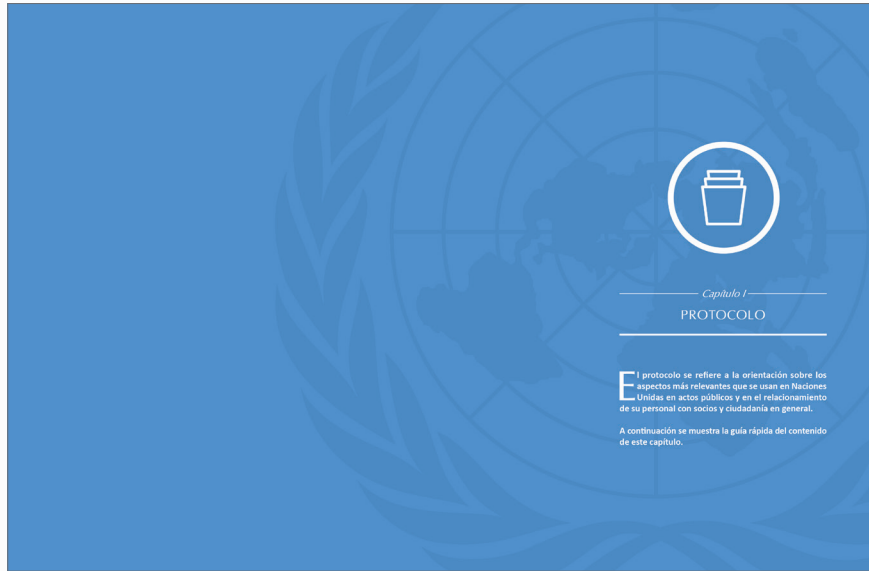 Capítulo I
PROTOCOLO
El protocolo se refiere a la orientación sobre los
aspectos más relevantes que se usan en Naciones
Unidas en actos públicos y en el relacionamiento
de su personal con socios y ciudadanía en general.
A continuación se muestra la guía rápida del contenido
de este capítulo.